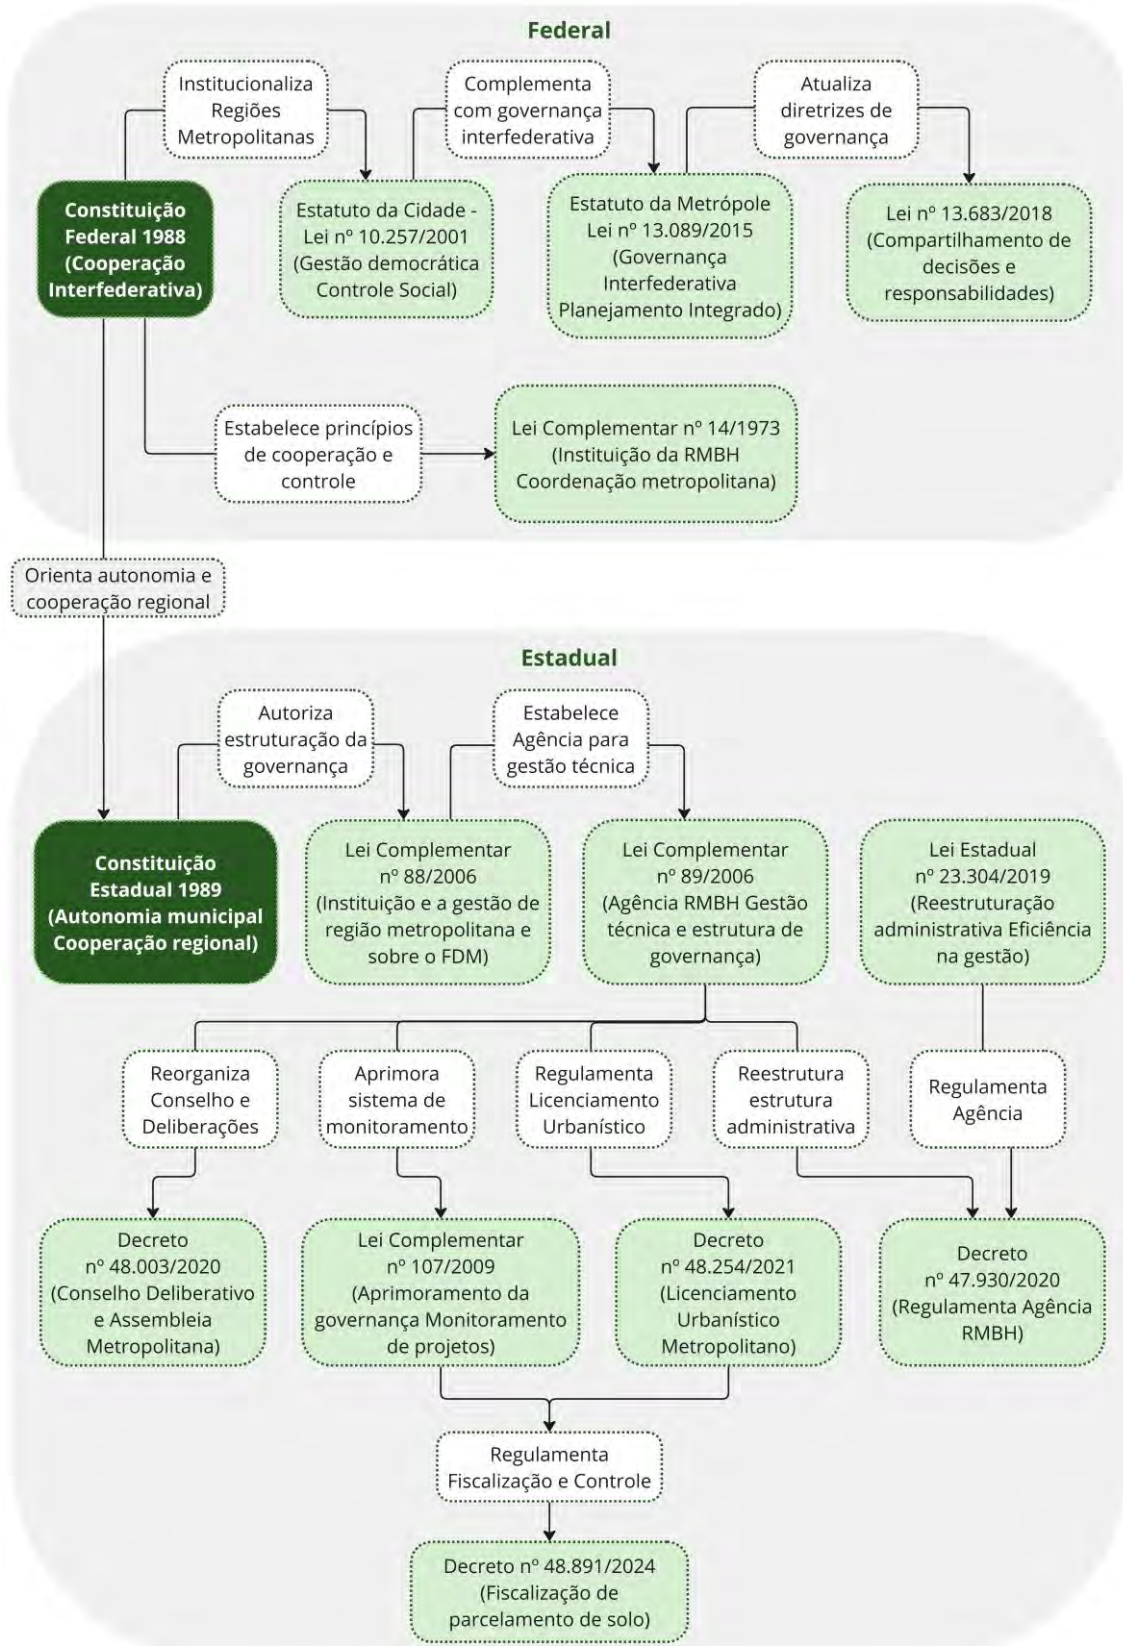 Federal
Institucionaliza
Regiões
Metropolitanas
Complementa
com governança
interfederativa
Atualiza
diretrizes de
governança
Constituição
Federal 1988
(Cooperação
Interfederativa)
Estatuto da Cidade -
Lei nº 10.257/2001
(Gestão democrática
Controle Social)
Estatuto da Metrópole
Lei nº 13.089/2015
(Governança
Interfederativa
Planejamento Integrado)
Lei nº 13.683/2018
(Compartilhamento de
decisões e
responsabilidades)
Estabelece princípios
de cooperação e
controle
Lei Complementar nº 14/1973
(Instituição da RMBH
Coordenação metropolitana)
Orienta autonomia e
cooperação regional
Estadual
Autoriza
estruturação da
governança
Estabelece
Agência para
gestão técnica
Constituição
Estadual 1989
(Autonomia municipal
Cooperação regional)
Lei Complementar
nº 88/2006
(Instituição e a gestão de
região metropolitana e
sobre o FDM)
Lei Complementar
nº 89/2006
(Agência RMBH Gestão
técnica e estrutura de
governança)
Lei Estadual
nº 23.304/2019
(Reestruturação
administrativa Eficiência
na gestão)
Reorganiza
Conselho e
Deliberações
Aprimora
sistema de
monitoramento
Regulamenta
Licenciamento
Urbanístico
Reestrutura
estrutura
administrativa
Regulamenta
Agência
Decreto
nº 48.003/2020
(Conselho Deliberativo
e Assembleia
Metropolitana)
Lei Complementar
nº 107/2009
(Aprimoramento da
governança Monitoramento
de projetos)
Decreto
nº 48.254/2021
(Licenciamento
Urbanístico
Metropolitano)
Decreto
nº 47.930/2020
(Regulamenta Agência
RMBH)
Regulamenta
Fiscalização e Controle
Decreto nº 48.891/2024
(Fiscalização de
parcelamento de solo)